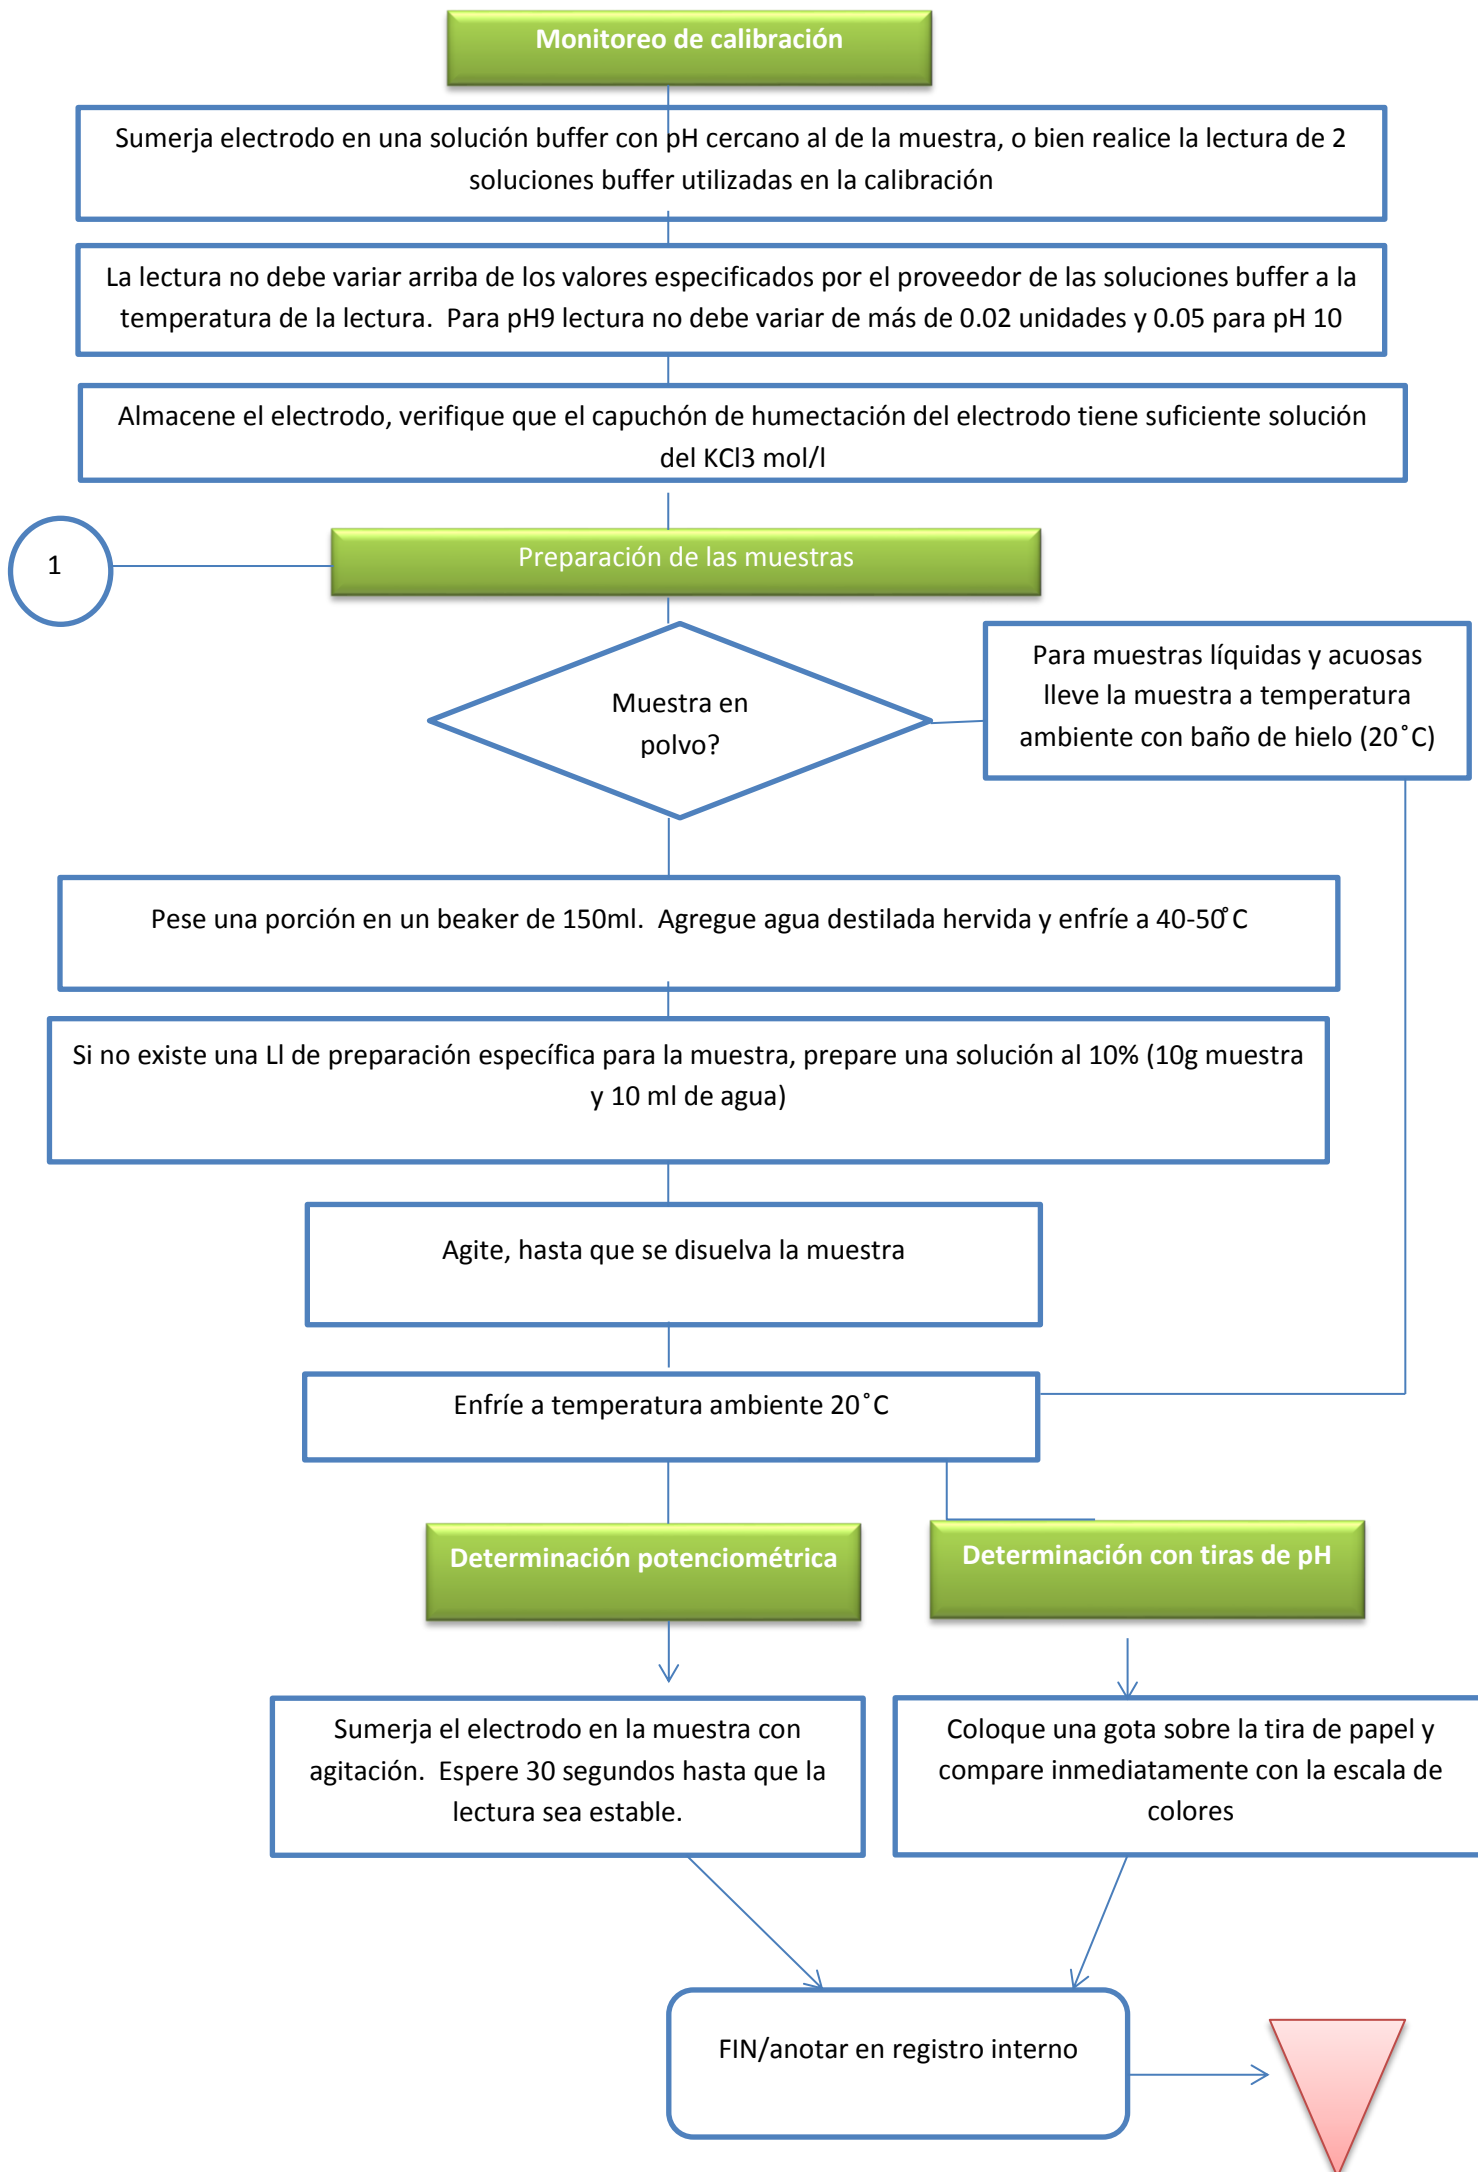 Monitoreo de calibración
Sumerja electrodo en una solución buffer con pH cercano al de la muestra, o bien realice la lectura de 2
soluciones buffer utilizadas en la calibración
La lectura no debe variar arriba de los valores especificados por el proveedor de las soluciones buffer a la
temperatura de la lectura. Para pH9 lectura no debe variar de más de 0.02 unidades y 0.05 para pH 10
Almacene el electrodo, verifique que el capuchón de humectación del electrodo tiene suficiente solución
del KCl3 mol/l
1
Preparación de las muestras
Muestra en
polvo?
Para muestras líquidas y acuosas
lleve la muestra a temperatura
ambiente con baño de hielo (20˚C)
Pese una porción en un beaker de 150ml. Agregue agua destilada hervida y enfríe a 40-50˚C
Si no existe una Ll de preparación específica para la muestra, prepare una solución al 10% (10g muestra
y 10 ml de agua)
Agite, hasta que se disuelva la muestra
Enfríe a temperatura ambiente 20˚C
Determinación potenciométrica
Determinación con tiras de pH
Sumerja el electrodo en la muestra con
agitación. Espere 30 segundos hasta que la
lectura sea estable.
Coloque una gota sobre la tira de papel y
compare inmediatamente con la escala de
colores
FIN/anotar en registro interno